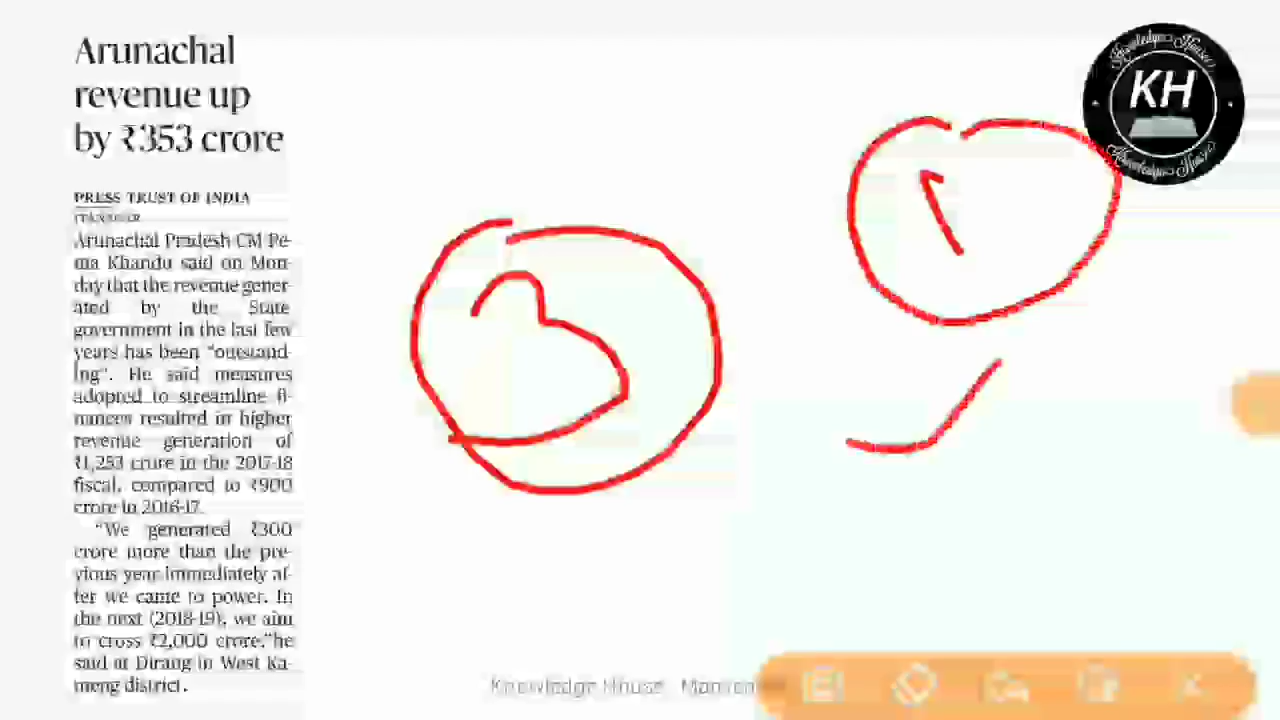 Arunachal
revenue up
by ₹353 crore
PRESS TRUST OF INDIA
Arunachal Pradesh CM Pe-
ma Khandu said on Mon-
day that the revenue gener-
ated by the State
government in the last few
years has been "outstand-
ing". He said measures
adopted to streamline fi-
nances resulted in higher
revenue generation of
₹1,253 crore in the 2017-18
fiscal, compared to ₹900
crore in 2016-17.
"We generated ₹300
crore more than the pre-
vious year immediately af-
ter we came to power. In
the next (2018-19), we aim
to cross ₹2,000 crore,"he
said at Dirang in West Ka-
meng district.
Knowledge House
KH
Knowledge House
Knowledge House